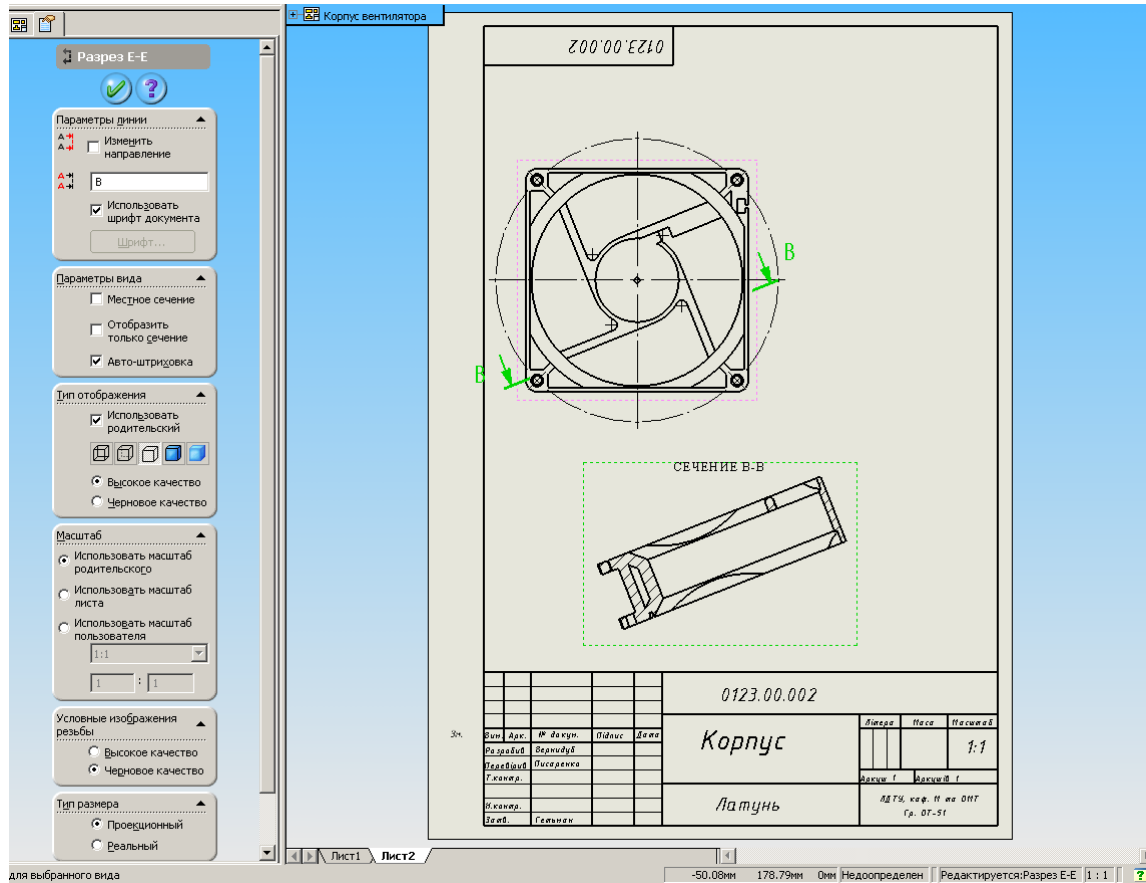 Корпус вентилятора
Разрез E-E
Параметры линии
Изменить
направление
B
Использовать
шрифт документа
Шрифт...
Параметры вида
Местное сечение
Отобразить
только сечение
Авто-штриховка
Тип отображения
Использовать
родительский
Высокое качество
Черновое качество
Масштаб
Использовать масштаб
родительского
Использовать масштаб
листа
Использовать масштаб
пользователя
1:1
1 : 1
Условные изображения
резьбы
Высокое качество
Черновое качество
Тип размера
Проекционный
Реальный
0123.00.002
B
B
СЕЧЕНИЕ B-B
0123.00.002
Літера Маса Масштаб
Зм.
Вим. Арк. № докум. Підпис Дата
Корпус
1:1
Розробив Вернидуб
Перевірив Писаренко
Т.контр.
Аркуш 1 Аркушів 1
Латунь
ЛДТУ, каф. П та ОПТ
Гр. ОТ-51
Н.контр.
Затв. Гетьман
Лист1 Лист2
для выбранного вида
-50.08мм 178.79мм 0мм Недоопределен Редактируется:Разрез E-E 1 : 1